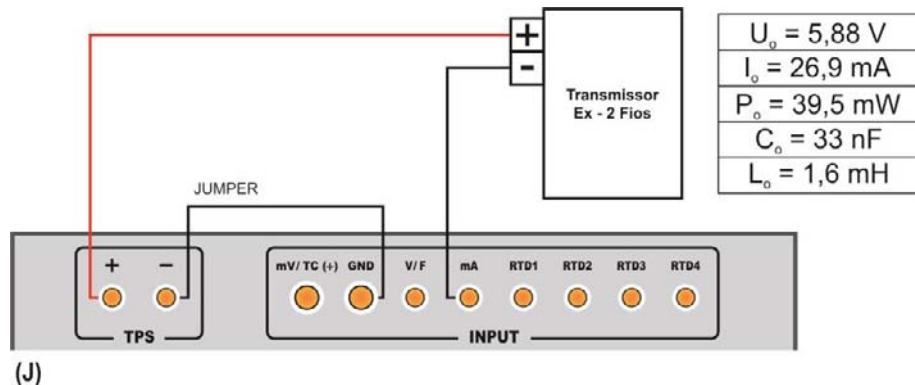 +
-
Transmissor
Ex - 2 Fios
Uₒ = 5,88 V
Iₒ = 26,9 mA
Pₒ = 39,5 mW
Cₒ = 33 nF
Lₒ = 1,6 mH
JUMPER
+ −
TPS
mV/ TC (+) GND V/ F mA RTD1 RTD2 RTD3 RTD4
INPUT
(J)